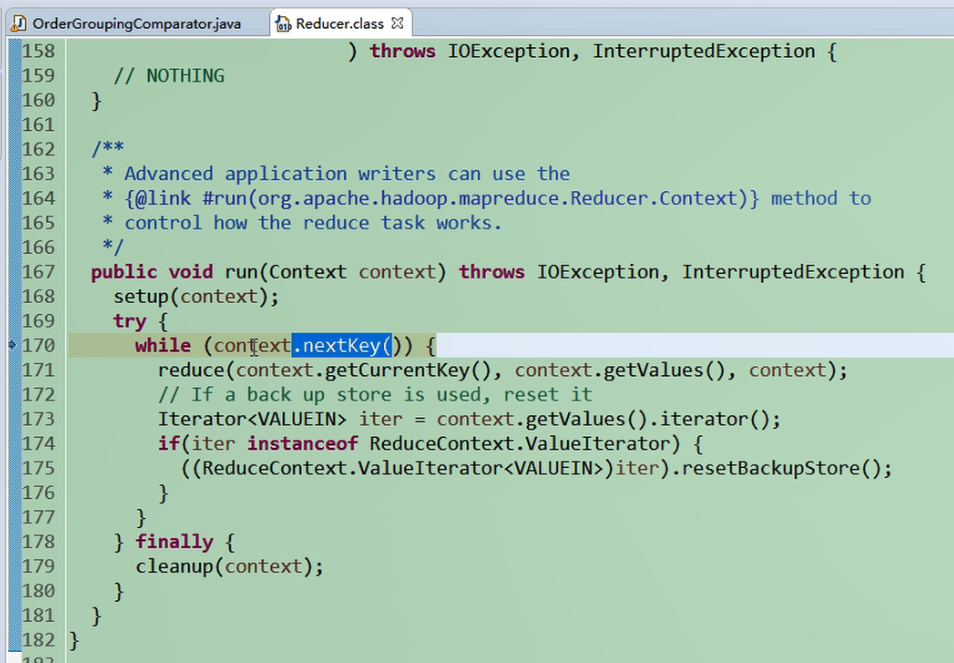 OrderGroupingComparator.java Reducer.class
158 ) throws IOException, InterruptedException {
159 // NOTHING
160 }
161
162 /**
163 * Advanced application writers can use the
164 * {@link #run(org.apache.hadoop.mapreduce.Reducer.Context)} method to
165 * control how the reduce task works.
166 */
167 public void run(Context context) throws IOException, InterruptedException {
168 setup(context);
169 try {
170 while (context.nextKey()) {
171 reduce(context.getCurrentKey(), context.getValues(), context);
172 // If a back up store is used, reset it
173 Iterator<VALUEIN> iter = context.getValues().iterator();
174 if(iter instanceof ReduceContext.ValueIterator) {
175 ((ReduceContext.ValueIterator<VALUEIN>)iter).resetBackupStore();
176 }
177 }
178 } finally {
179 cleanup(context);
180 }
181 }
182 }
183